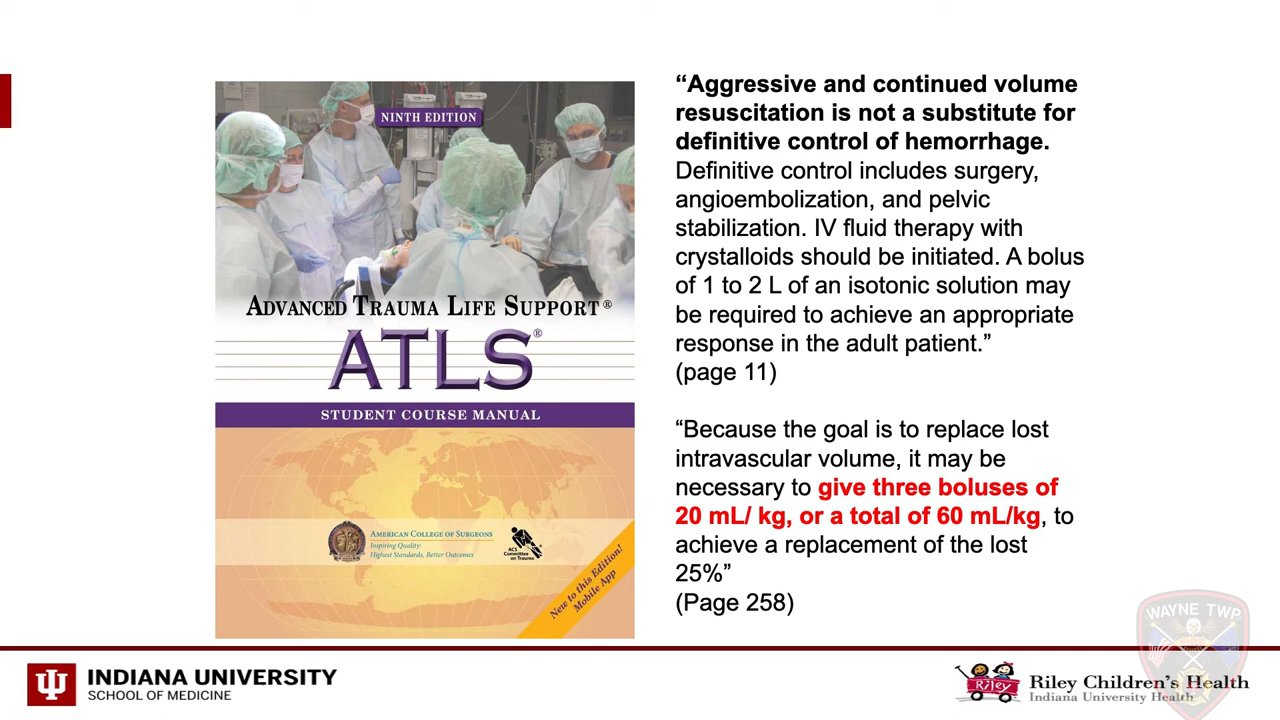 NINTH EDITION
ADVANCED TRAUMA LIFE SUPPORT®
ATLS®
STUDENT COURSE MANUAL
AMERICAN COLLEGE OF SURGEONS
Inspiring Quality:
Highest Standards, Better Outcomes
ACS
Committee
on Trauma
New to this Edition!
Mobile App
“Aggressive and continued volume
resuscitation is not a substitute for
definitive control of hemorrhage.
Definitive control includes surgery,
angioembolization, and pelvic
stabilization. IV fluid therapy with
crystalloids should be initiated. A bolus
of 1 to 2 L of an isotonic solution may
be required to achieve an appropriate
response in the adult patient.”
(page 11)
“Because the goal is to replace lost
intravascular volume, it may be
necessary to give three boluses of
20 mL/ kg, or a total of 60 mL/kg, to
achieve a replacement of the lost
25%”
(Page 258)
WAYNE TWP
INDIANA UNIVERSITY
SCHOOL OF MEDICINE
Riley
Riley Children's Health
Indiana University Health